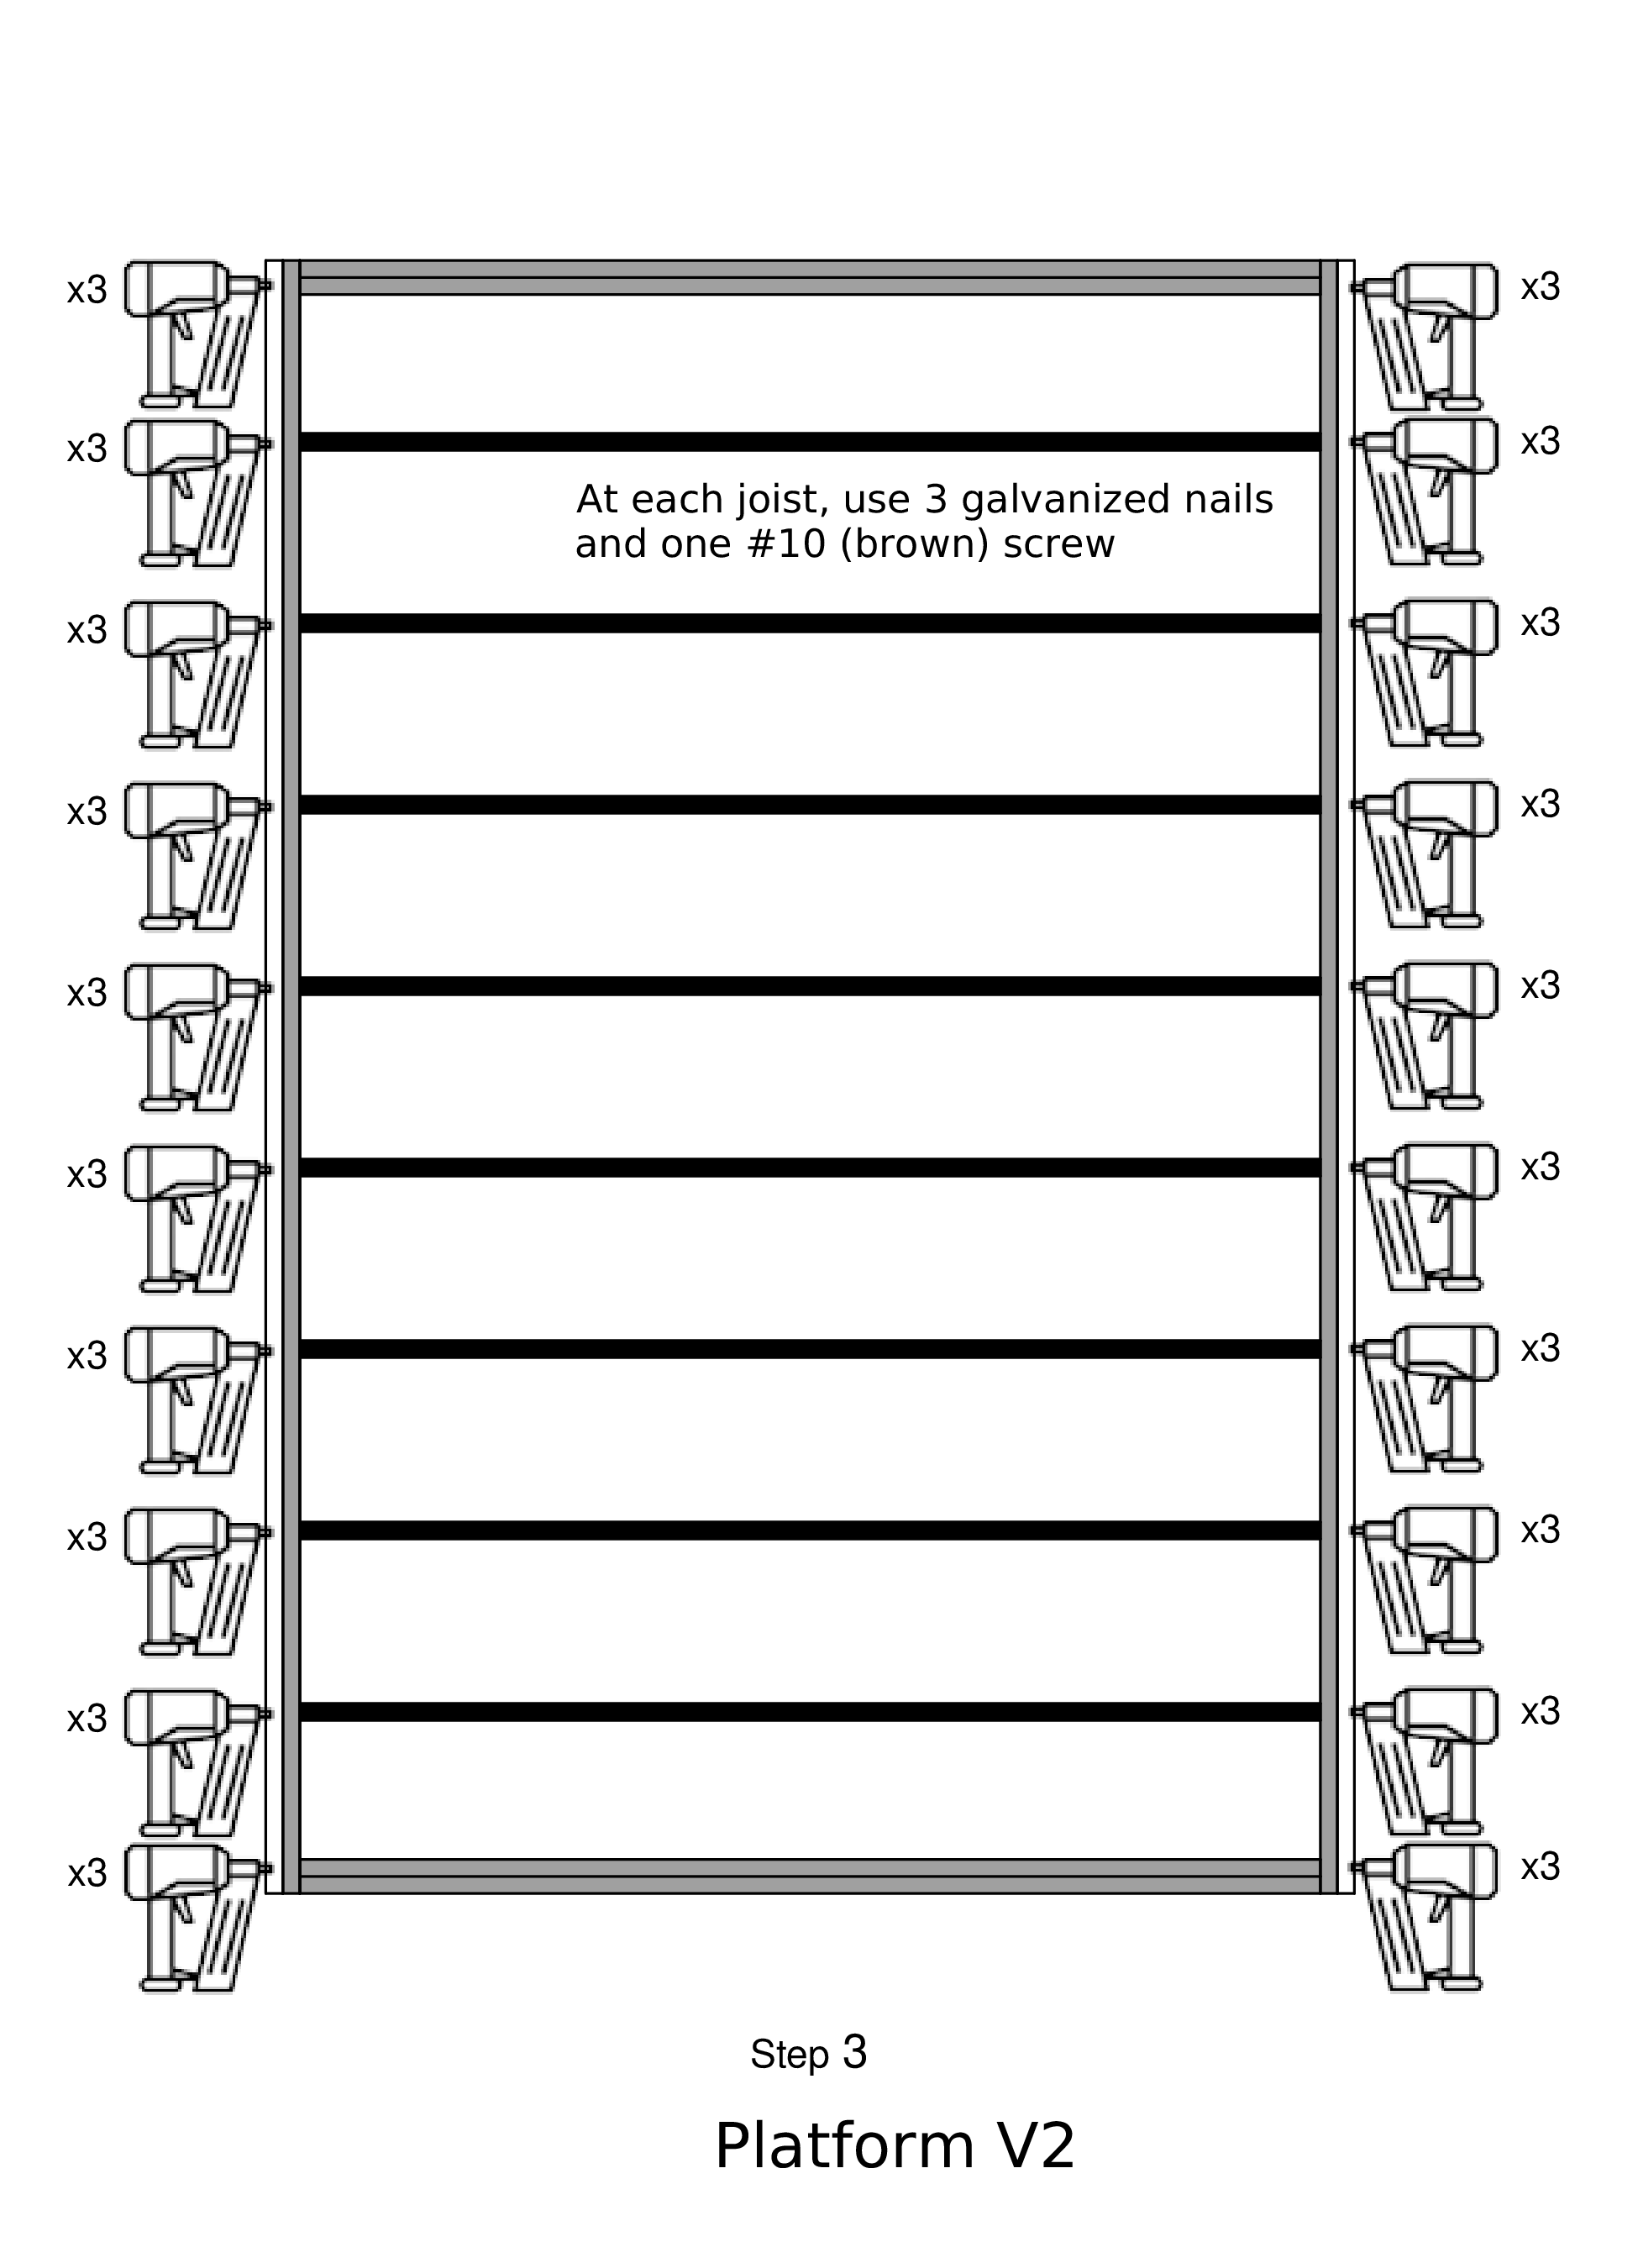 x3 x3
x3 x3
At each joist, use 3 galvanized nails
and one #10 (brown) screw
x3 x3
x3 x3
x3 x3
x3 x3
x3 x3
x3 x3
x3 x3
x3 x3
Step 3
Platform V2